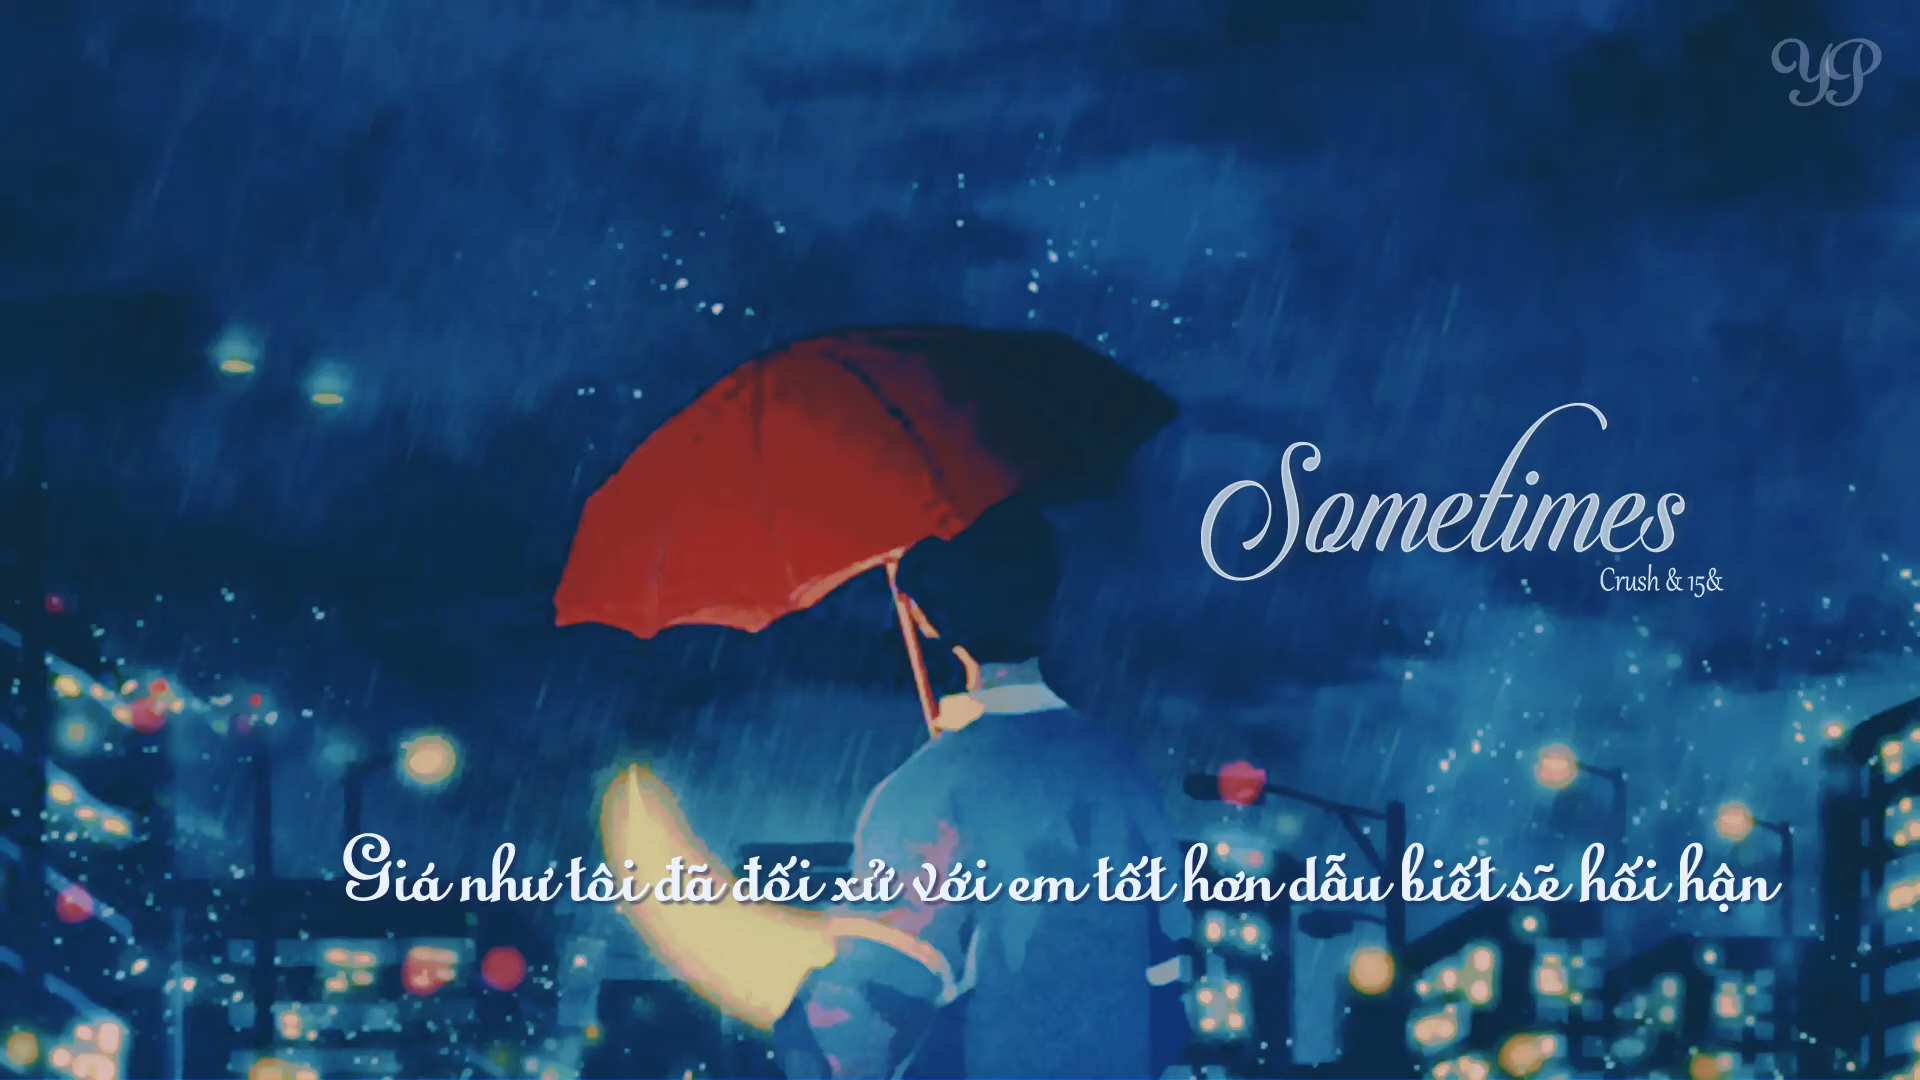 YP
Sometimes
Crush & 15&
Giá như tôi đã đối xử với em tốt hơn dẫu biết sẽ hối hận